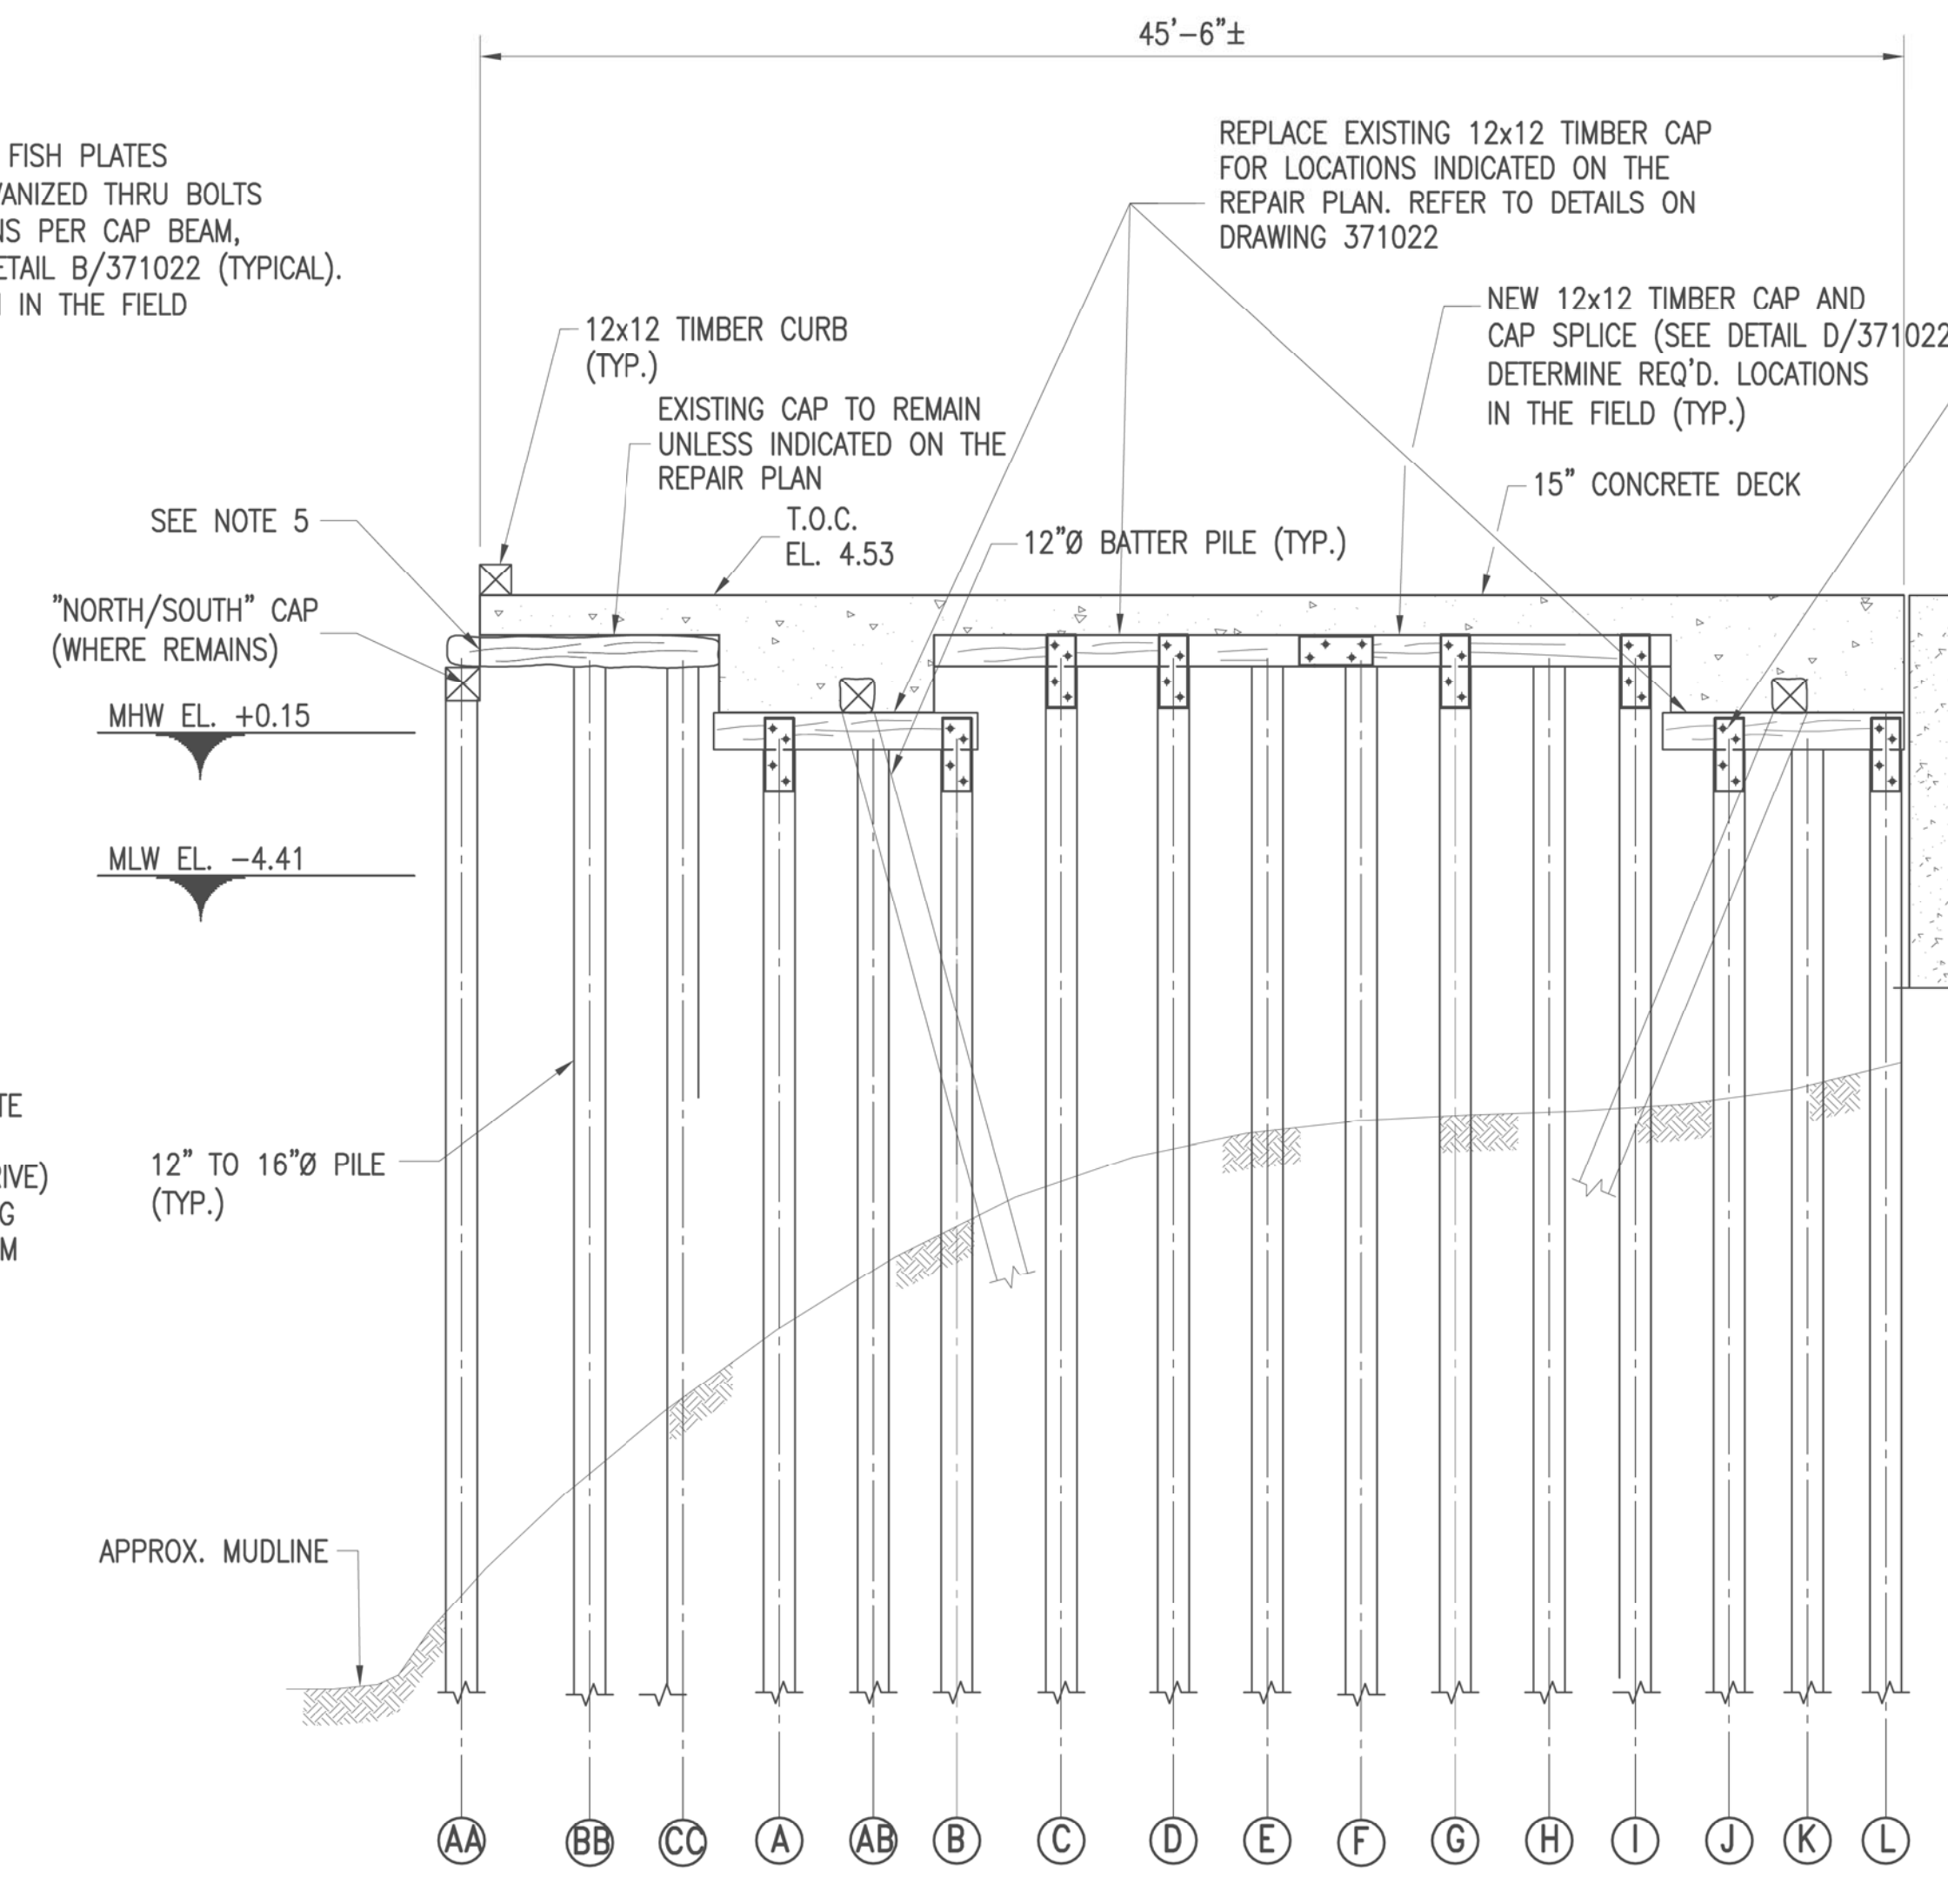 45'-6"±
FISH PLATES
VANIZED THRU BOLTS
NS PER CAP BEAM,
ETAIL B/371022 (TYPICAL).
IN THE FIELD
REPLACE EXISTING 12x12 TIMBER CAP
FOR LOCATIONS INDICATED ON THE
REPAIR PLAN. REFER TO DETAILS ON
DRAWING 371022
NEW 12x12 TIMBER CAP AND
CAP SPLICE (SEE DETAIL D/371022
DETERMINE REQ'D. LOCATIONS
IN THE FIELD (TYP.)
12x12 TIMBER CURB
(TYP.)
EXISTING CAP TO REMAIN
UNLESS INDICATED ON THE
REPAIR PLAN
15" CONCRETE DECK
SEE NOTE 5
T.O.C.
EL. 4.53
12"Ø BATTER PILE (TYP.)
"NORTH/SOUTH" CAP
(WHERE REMAINS)
MHW EL. +0.15
MLW EL. -4.41
TE
RIVE)
G
M
12" TO 16"Ø PILE
(TYP.)
APPROX. MUDLINE
AA BB CC A AB B C D E F G H I J K L